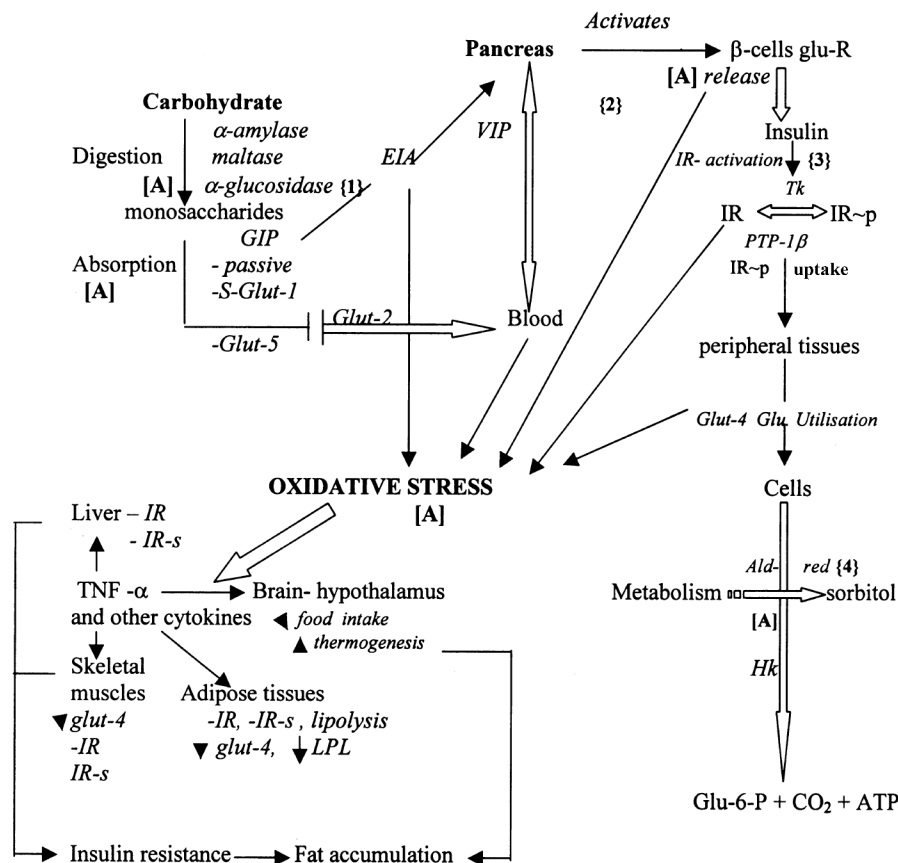 Activates
Pancreas
β-cells glu-R
[A] release
{2}
Carbohydrate
α-amylase
VIP
Insulin
Digestion
maltase
EIA
IR- activation {3}
[A]
α-glucosidase {1}
Tk
monosaccharides
IR
IR~p
GIP
PTP-1β
Absorption
- passive
IR~p uptake
[A]
-S-Glut-1
Glut-2
Blood
-Glut-5
peripheral tissues
Glut-4 Glu Utilisation
OXIDATIVE STRESS
Cells
[A]
Liver – IR
- IR-s
Ald- red {4}
TNF -α
Brain- hypothalamus
Metabolism
sorbitol
and other cytokines
food intake
[A]
thermogenesis
Skeletal
Hk
muscles
Adipose tissues
glut-4
-IR, -IR-s , lipolysis
-IR
glut-4,
LPL
IR-s
Glu-6-P + CO₂ + ATP
Insulin resistance
Fat accumulation